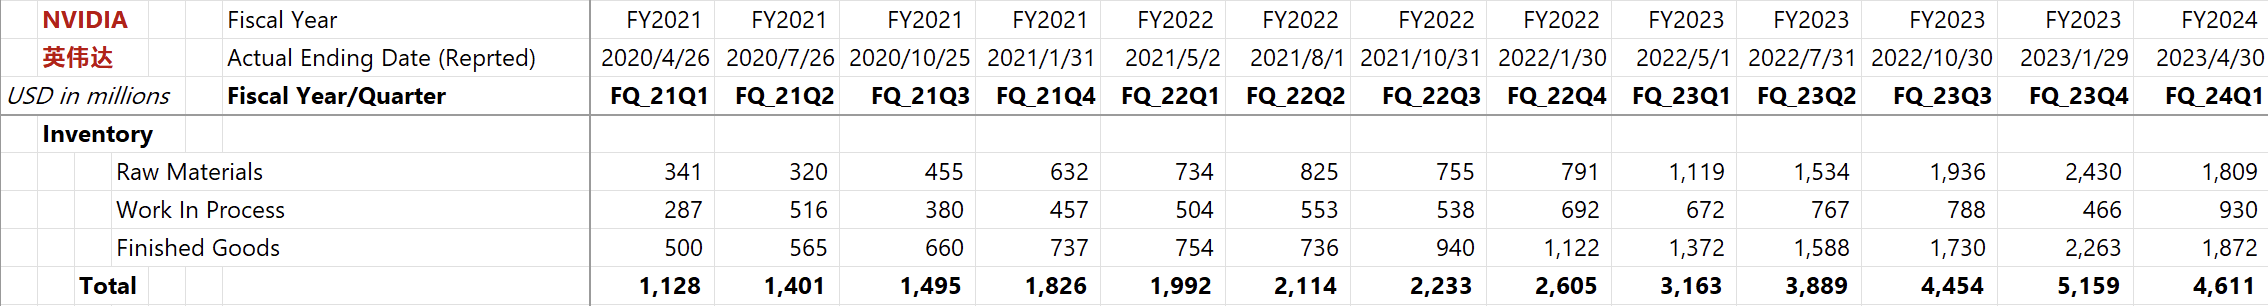 NVIDIA Fiscal Year FY2021 FY2021 FY2021 FY2021 FY2022 FY2022 FY2022 FY2022 FY2023 FY2023 FY2023 FY2023 FY2024
英伟达 Actual Ending Date (Reprted) 2020/4/26 2020/7/26 2020/10/25 2021/1/31 2021/5/2 2021/8/1 2021/10/31 2022/1/30 2022/5/1 2022/7/31 2022/10/30 2023/1/29 2023/4/30
USD in millions Fiscal Year/Quarter FQ_21Q1 FQ_21Q2 FQ_21Q3 FQ_21Q4 FQ_22Q1 FQ_22Q2 FQ_22Q3 FQ_22Q4 FQ_23Q1 FQ_23Q2 FQ_23Q3 FQ_23Q4 FQ_24Q1
Inventory
Raw Materials 341 320 455 632 734 825 755 791 1,119 1,534 1,936 2,430 1,809
Work In Process 287 516 380 457 504 553 538 692 672 767 788 466 930
Finished Goods 500 565 660 737 754 736 940 1,122 1,372 1,588 1,730 2,263 1,872
Total 1,128 1,401 1,495 1,826 1,992 2,114 2,233 2,605 3,163 3,889 4,454 5,159 4,611